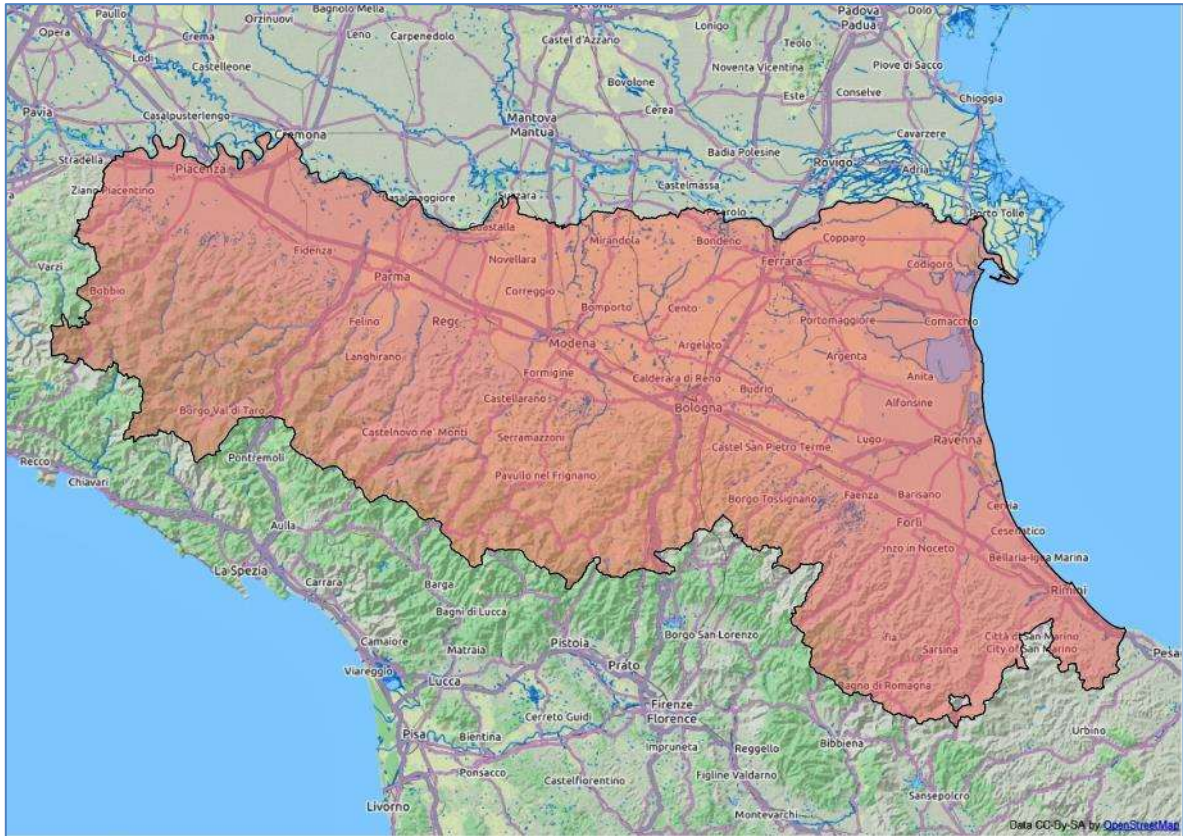 Paullo
Orzinuovi
Bagnolo Mella
Padova
Padua
Dolo
Opera
Crema
Leno
Carpenedolo
Castel d'Azzano
Lonigo
Teolo
Lodi
Castelleone
Bovolone
Noventa Vicentina
Piove di Sacco
Este
Conselve
Chioggia
Pavia
Casalpusterlengo
Mantova
Mantua
Cerea
Cavarzere
Stradella
Badia Polesine
Rovigo
Adria
Piacenza
Castelmassa
Ziano Piacentino
Porto Tolle
Guastalla
Mirandola
Bondeno
Copparo
Varzi
Fidenza
Novellara
Ferrara
Codigoro
Parma
Bobbio
Correggio
Bomporto
Cento
Portomaggiore
Comacchio
Felino
Modena
Argelato
Argenta
Langhirano
Formigine
Calderara di Reno
Budrio
Anita
Castellarano
Bologna
Alfonsine
Borgo Val di Taro
Castelnovo ne' Monti
Serramazzoni
Castel San Pietro Terme
Lugo
Ravenna
Recco
Chiavari
Pontremoli
Pavullo nel Frignano
Borgo Tossignano
Faenza
Barisano
Cervia
Aulla
Forlì
Cesenatico
La Spezia
Carrara
Barga
Bellaria-Igea Marina
Bagni di Lucca
Rimini
Camaiore
Matraia
Pistoia
Borgo San Lorenzo
Città di San Marino
City of San Marino
Sarsina
Viareggio
Lucca
Prato
Cerreto Guidi
Firenze
Florence
Pisa
Bientina
Impruneta
Reggello
Bibbiena
Urbino
Ponsacco
Castelfiorentino
Figline Valdarno
Sansepolcro
Livorno
Montevarchi
Data CC-By-SA by OpenStreetMap